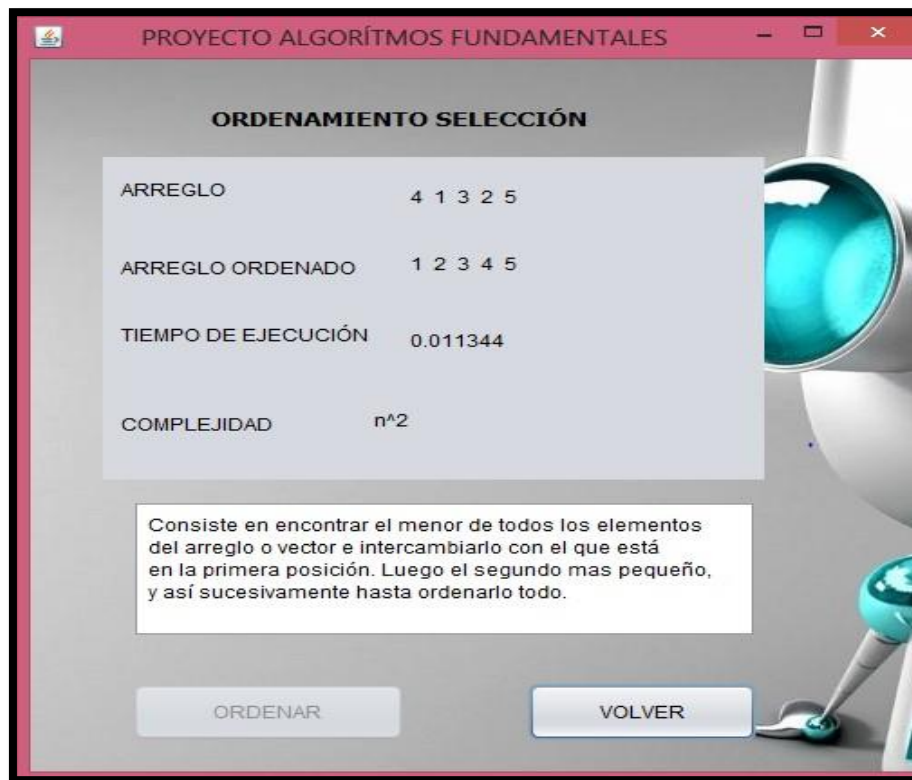 PROYECTO ALGORÍTMOS FUNDAMENTALES
ORDENAMIENTO SELECCIÓN
ARREGLO 4 1 3 2 5
ARREGLO ORDENADO 1 2 3 4 5
TIEMPO DE EJECUCIÓN 0.011344
COMPLEJIDAD n^2
Consiste en encontrar el menor de todos los elementos
del arreglo o vector e intercambiarlo con el que está
en la primera posición. Luego el segundo mas pequeño,
y así sucesivamente hasta ordenarlo todo.
ORDENAR VOLVER